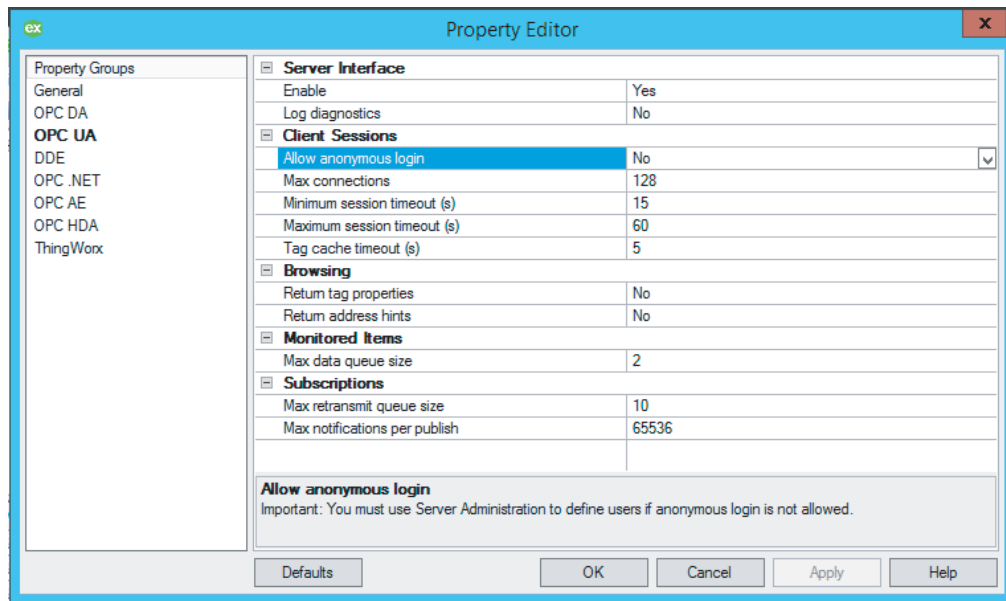 ex
Property Editor
x
Property Groups
General
OPC DA
OPC UA
DDE
OPC .NET
OPC AE
OPC HDA
ThingWorx
Server Interface
Enable Yes
Log diagnostics No
Client Sessions
Allow anonymous login No
Max connections 128
Minimum session timeout (s) 15
Maximum session timeout (s) 60
Tag cache timeout (s) 5
Browsing
Return tag properties No
Return address hints No
Monitored Items
Max data queue size 2
Subscriptions
Max retransmit queue size 10
Max notifications per publish 65536
Allow anonymous login
Important: You must use Server Administration to define users if anonymous login is not allowed.
Defaults OK Cancel Apply Help